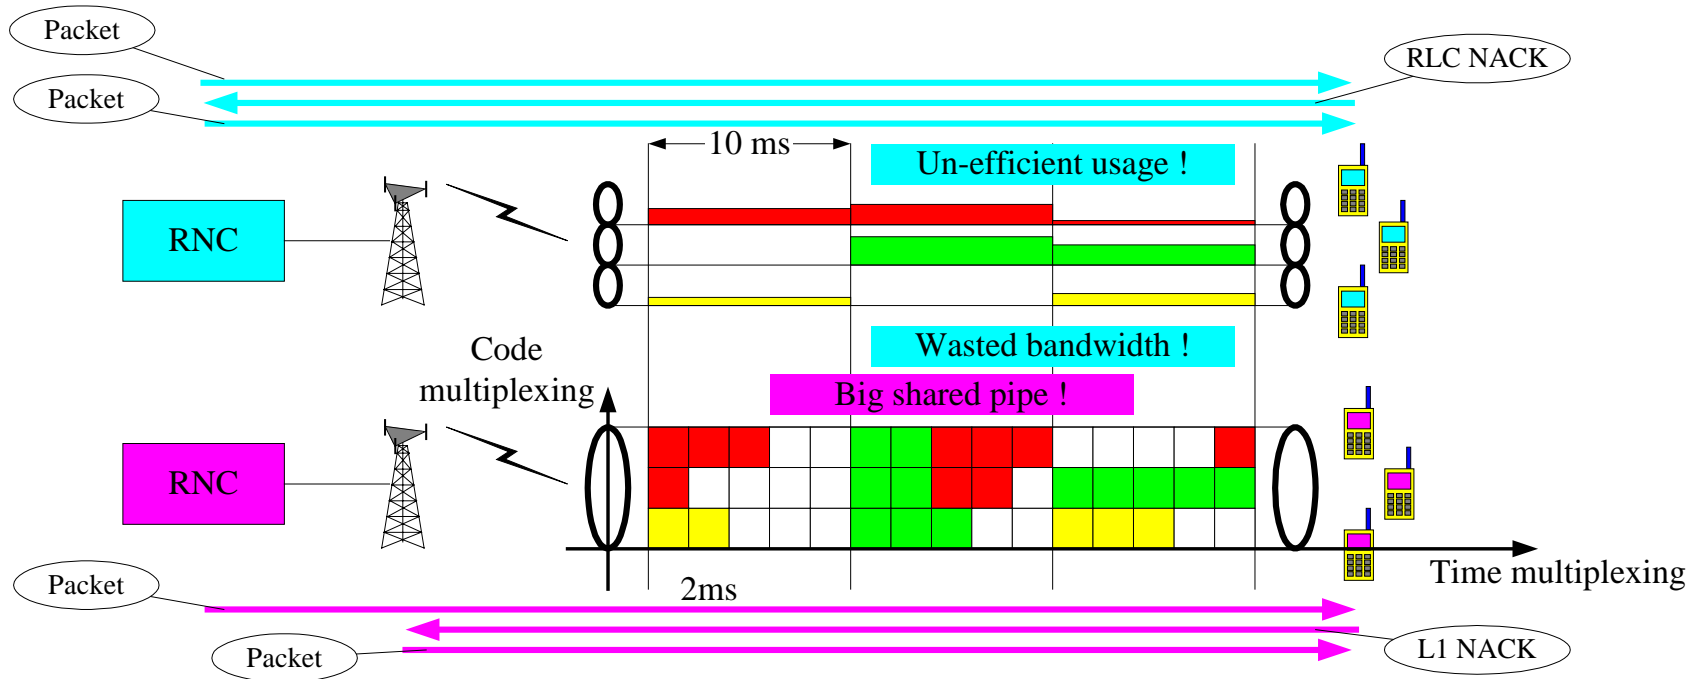 Packet
RLC NACK
Packet
10 ms
Un-efficient usage !
RNC
Wasted bandwidth !
Code
multiplexing
Big shared pipe !
RNC
Time multiplexing
Packet
2ms
Packet
L1 NACK